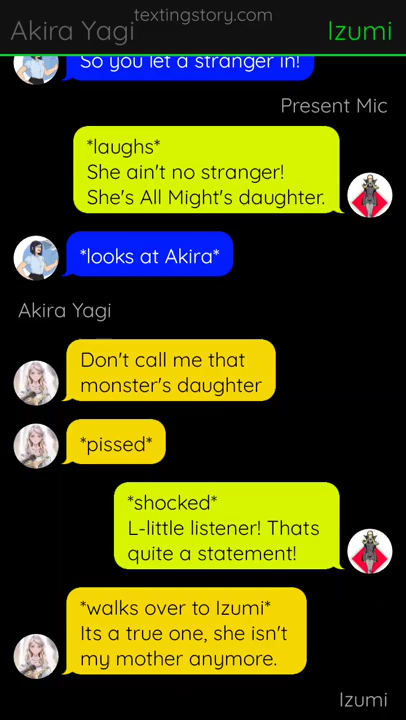 textingstory.com
Akira Yagi
Izumi
So you let a stranger in!
Present Mic
*laughs*
She ain't no stranger!
She's All Might's daughter.
*looks at Akira*
Akira Yagi
Don't call me that
monster's daughter
*pissed*
*shocked*
L-little listener! Thats
quite a statement!
*walks over to Izumi*
Its a true one, she isn't
my mother anymore.
Izumi